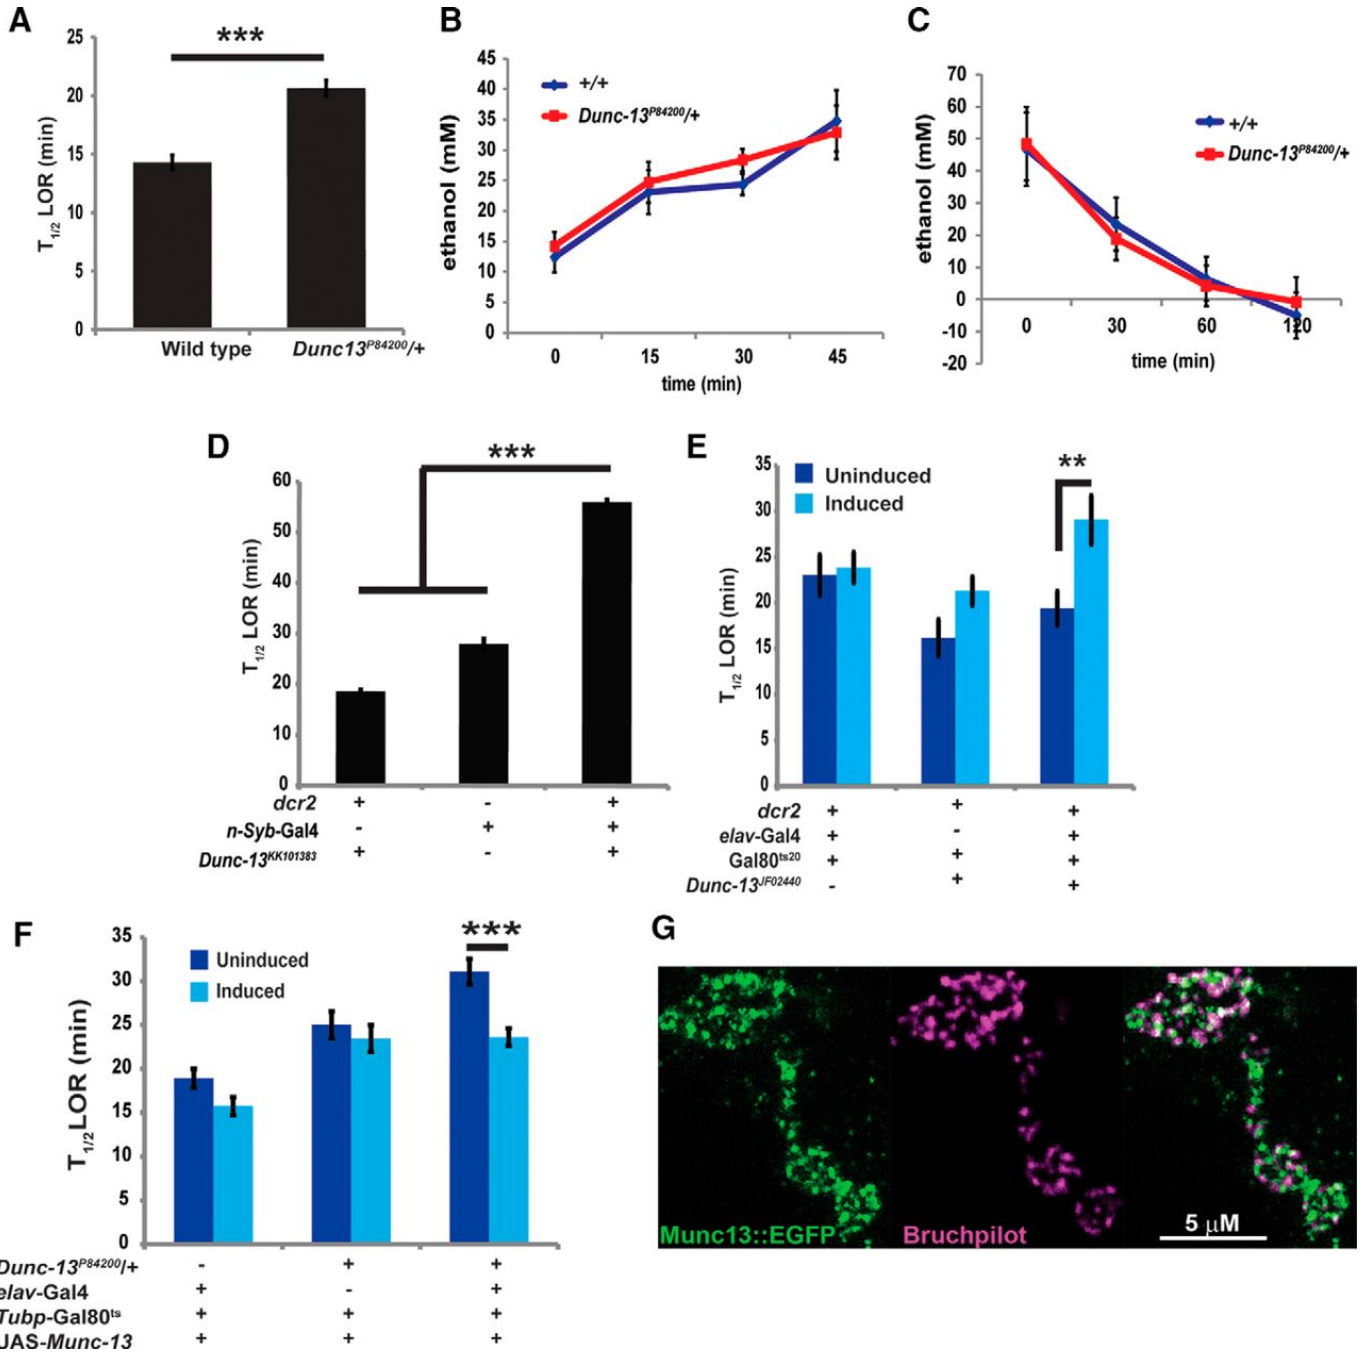 A
***
25
20
15
10
5
0
T1/2 LOR (min)
Wild type
Dunc13P84200/+
B
45
40
35
30
25
20
15
10
5
0
ethanol (mM)
+/+
Dunc-13P84200/+
0 15 30 45
time (min)
C
70
60
50
40
30
20
10
0
-10
-20
ethanol (mM)
+/+
Dunc-13P84200/+
0 30 60 120
time (min)
D
***
60
50
40
30
20
10
0
T1/2 LOR (min)
dcr2 + - +
n-Syb-Gal4 - + +
Dunc-13KK101383 + - +
E
**
35
30
25
20
15
10
5
0
T1/2 LOR (min)
Uninduced
Induced
dcr2 + + +
elav-Gal4 + - +
Gal80ts20 + + +
Dunc-13JF02440 - + +
F
***
35
30
25
20
15
10
5
0
T1/2 LOR (min)
Uninduced
Induced
Dunc-13P84200/+ - + +
elav-Gal4 + - +
Tubp-Gal80ts + + +
UAS-Munc-13 + + +
G
Munc13::EGFP
Bruchpilot
5 μM